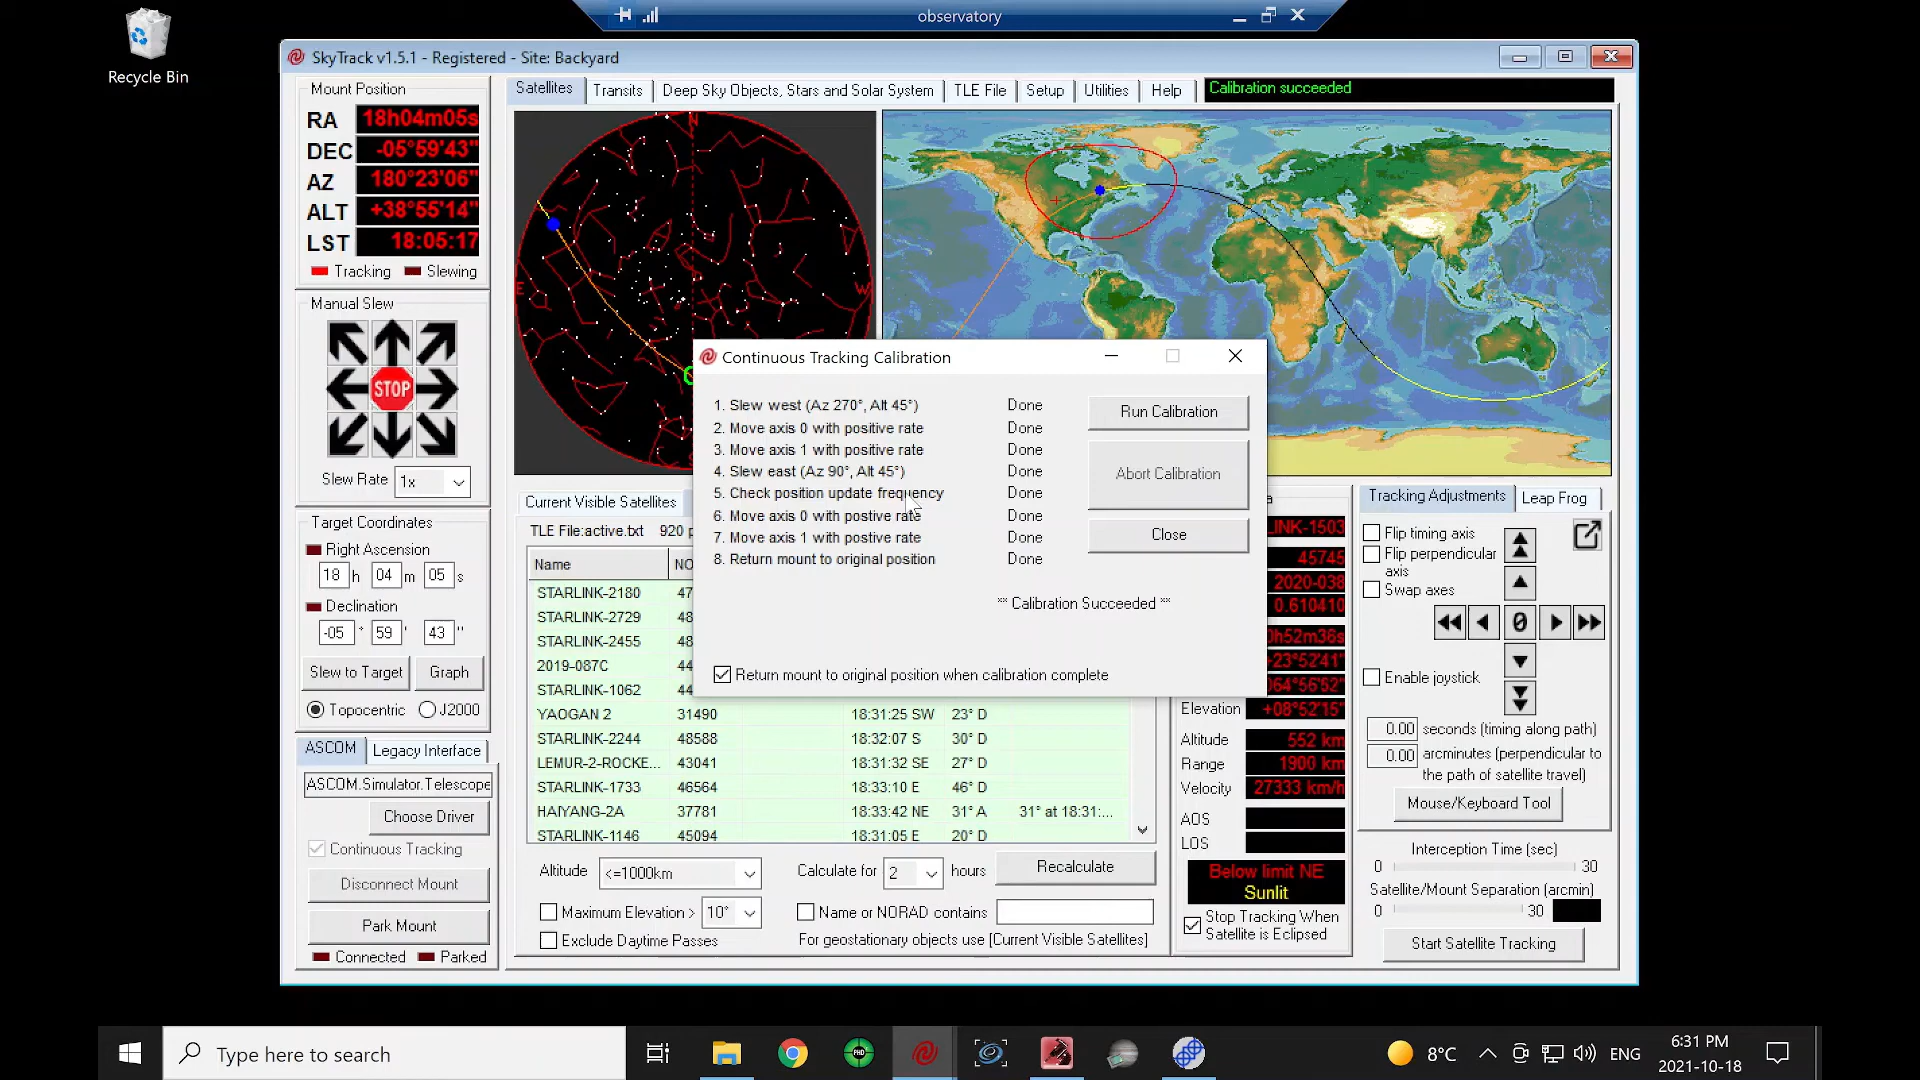 observatory
Recycle Bin
SkyTrack v1.5.1 - Registered - Site: Backyard
Mount Position
RA 18h04m05s
DEC -05°59'43"
AZ 180°23'06"
ALT +38°55'14"
LST 18:05:17
Tracking Slewing
Manual Slew
STOP
Slew Rate 1x
Target Coordinates
Right Ascension
18 h 04 m 05 s
Declination
-05 ° 59 ' 43 "
Slew to Target Graph
Topocentric J2000
ASCOM Legacy Interface
ASCOM.Simulator.Telescope
Choose Driver
Continuous Tracking
Disconnect Mount
Park Mount
Connected Parked
Satellites Transits Deep Sky Objects, Stars and Solar System TLE File Setup Utilities Help
Calibration succeeded
N
E
W
Continuous Tracking Calibration
1. Slew west (Az 270°, Alt 45°) Done
2. Move axis 0 with positive rate Done
3. Move axis 1 with positive rate Done
4. Slew east (Az 90°, Alt 45°) Done
5. Check position update frequency Done
6. Move axis 0 with postive rate Done
7. Move axis 1 with postive rate Done
8. Return mount to original position Done
Run Calibration
Abort Calibration
Close
** Calibration Succeeded **
Return mount to original position when calibration complete
Current Visible Satellites
TLE File:active.txt 920
Name
STARLINK-2180 47
STARLINK-2729 48
STARLINK-2455 48
2019-087C 44
STARLINK-1062 44
YAOGAN 2 31490 18:31:25 SW 23° D
STARLINK-2244 48588 18:32:07 S 30° D
LEMUR-2-ROCKE... 43041 18:31:32 SE 27° D
STARLINK-1733 46564 18:33:10 E 46° D
HAIYANG-2A 37781 18:33:42 NE 31° A 31° at 18:31:...
STARLINK-1146 45094 18:31:05 E 20° D
Altitude <=1000km
Calculate for 2 hours Recalculate
Maximum Elevation > 10°
Name or NORAD contains
Exclude Daytime Passes
For geostationary objects use [Current Visible Satellites]
LINK-1503
45745
2020-038
0.610410
0h52m36s
+23°52'41"
064°56'52"
Elevation +08°52'15"
Altitude 552 km
Range 1900 km
Velocity 27333 km/h
AOS
LOS
Below limit NE
Sunlit
Stop Tracking When
Satellite is Eclipsed
Tracking Adjustments Leap Frog
Flip timing axis
Flip perpendicular
axis
Swap axes
0
Enable joystick
0.00 seconds (timing along path)
0.00 arcminutes (perpendicular to
the path of satellite travel)
Mouse/Keyboard Tool
Interception Time (sec)
0 30
Satellite/Mount Separation (arcmin)
0 30
Start Satellite Tracking
Type here to search
PHD
8°C
ENG
6:31 PM
2021-10-18